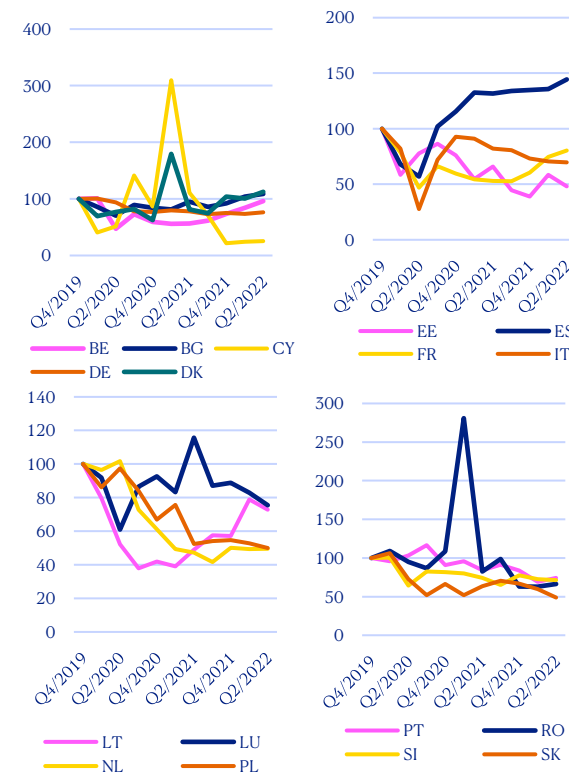 400
300
200
100
0
Q4/2019
Q2/2020
Q4/2020
Q2/2021
Q4/2021
Q2/2022
BE
BG
CY
DE
DK
200
150
100
50
0
Q4/2019
Q2/2020
Q4/2020
Q2/2021
Q4/2021
Q2/2022
EE
ES
FR
IT
140
120
100
80
60
40
20
0
Q4/2019
Q2/2020
Q4/2020
Q2/2021
Q4/2021
Q2/2022
LT
LU
NL
PL
300
250
200
150
100
50
0
Q4/2019
Q2/2020
Q4/2020
Q2/2021
Q4/2021
Q2/2022
PT
RO
SI
SK